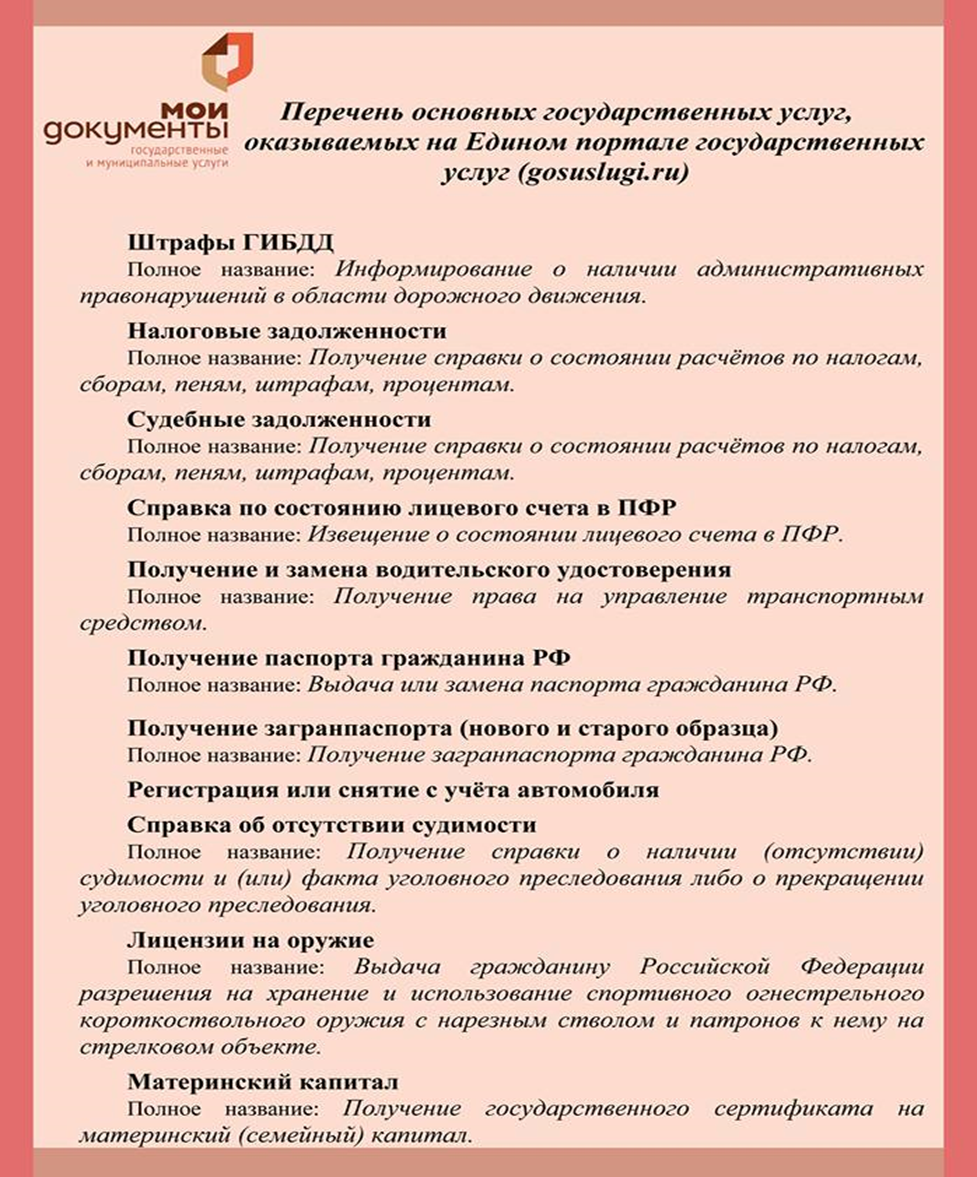 мои
документы
государственные
и муниципальные услуги
Перечень основных государственных услуг,
оказываемых на Едином портале государственных
услуг (gosuslugi.ru)
Штрафы ГИБДД
Полное название: Информирование о наличии административных
правонарушений в области дорожного движения.
Налоговые задолженности
Полное название: Получение справки о состоянии расчётов по налогам,
сборам, пеням, штрафам, процентам.
Судебные задолженности
Полное название: Получение справки о состоянии расчётов по налогам,
сборам, пеням, штрафам, процентам.
Справка по состоянию лицевого счета в ПФР
Полное название: Извещение о состоянии лицевого счета в ПФР.
Получение и замена водительского удостоверения
Полное название: Получение права на управление транспортным
средством.
Получение паспорта гражданина РФ
Полное название: Выдача или замена паспорта гражданина РФ.
Получение загранпаспорта (нового и старого образца)
Полное название: Получение загранпаспорта гражданина РФ.
Регистрация или снятие с учёта автомобиля
Справка об отсутствии судимости
Полное название: Получение справки о наличии (отсутствии)
судимости и (или) факта уголовного преследования либо о прекращении
уголовного преследования.
Лицензии на оружие
Полное название: Выдача гражданину Российской Федерации
разрешения на хранение и использование спортивного огнестрельного
короткоствольного оружия с нарезным стволом и патронов к нему на
стрелковом объекте.
Материнский капитал
Полное название: Получение государственного сертификата на
материнский (семейный) капитал.